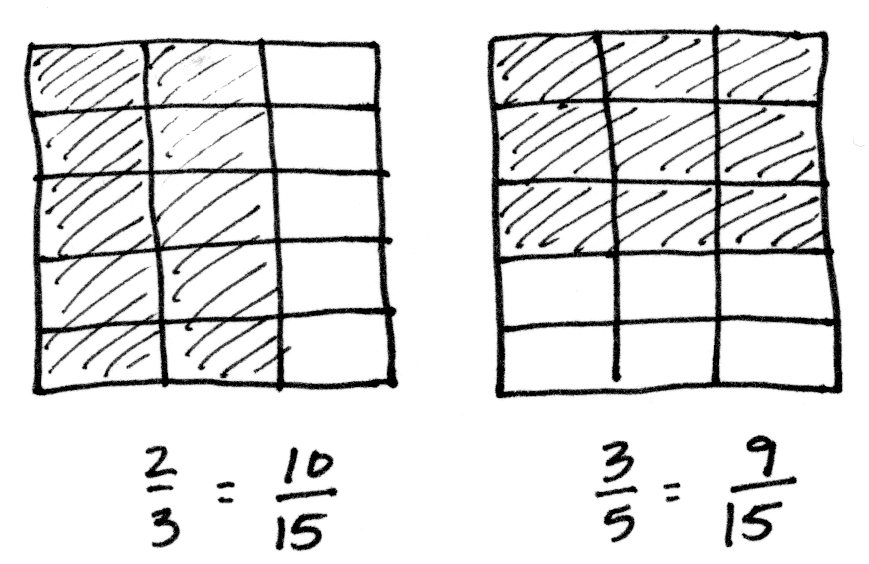 2/3 = 10/15
3/5 = 9/15